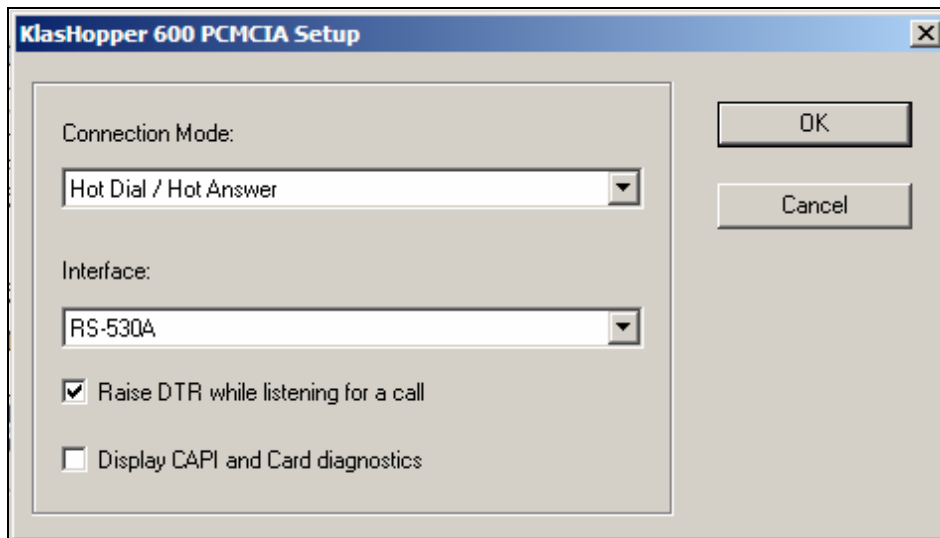 KlasHopper 600 PCMCIA Setup
Connection Mode:
Hot Dial / Hot Answer
Interface:
RS-530A
Raise DTR while listening for a call
Display CAPI and Card diagnostics
OK
Cancel